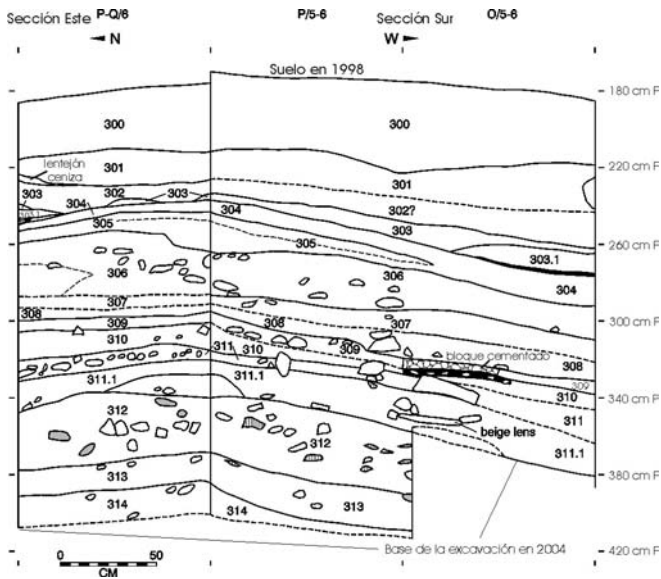 Sección Este P-Q/6 P/5-6 Sección Sur O/5-6
N W
Suelo en 1998
180 cm P
300 300
lentejón
ceniza
301 301
220 cm P
303 302 303 302?
304 304 303
305 305 303.1
260 cm P
306 306 304
307 307
308 308 308
300 cm P
309 309
310 310 311 bloque cementado
309
311.1 311.1 310
340 cm P
312 312 311
beige lens 311.1
313 313
380 cm P
314 314
Base de la excavación en 2004
420 cm P
0 50
CM